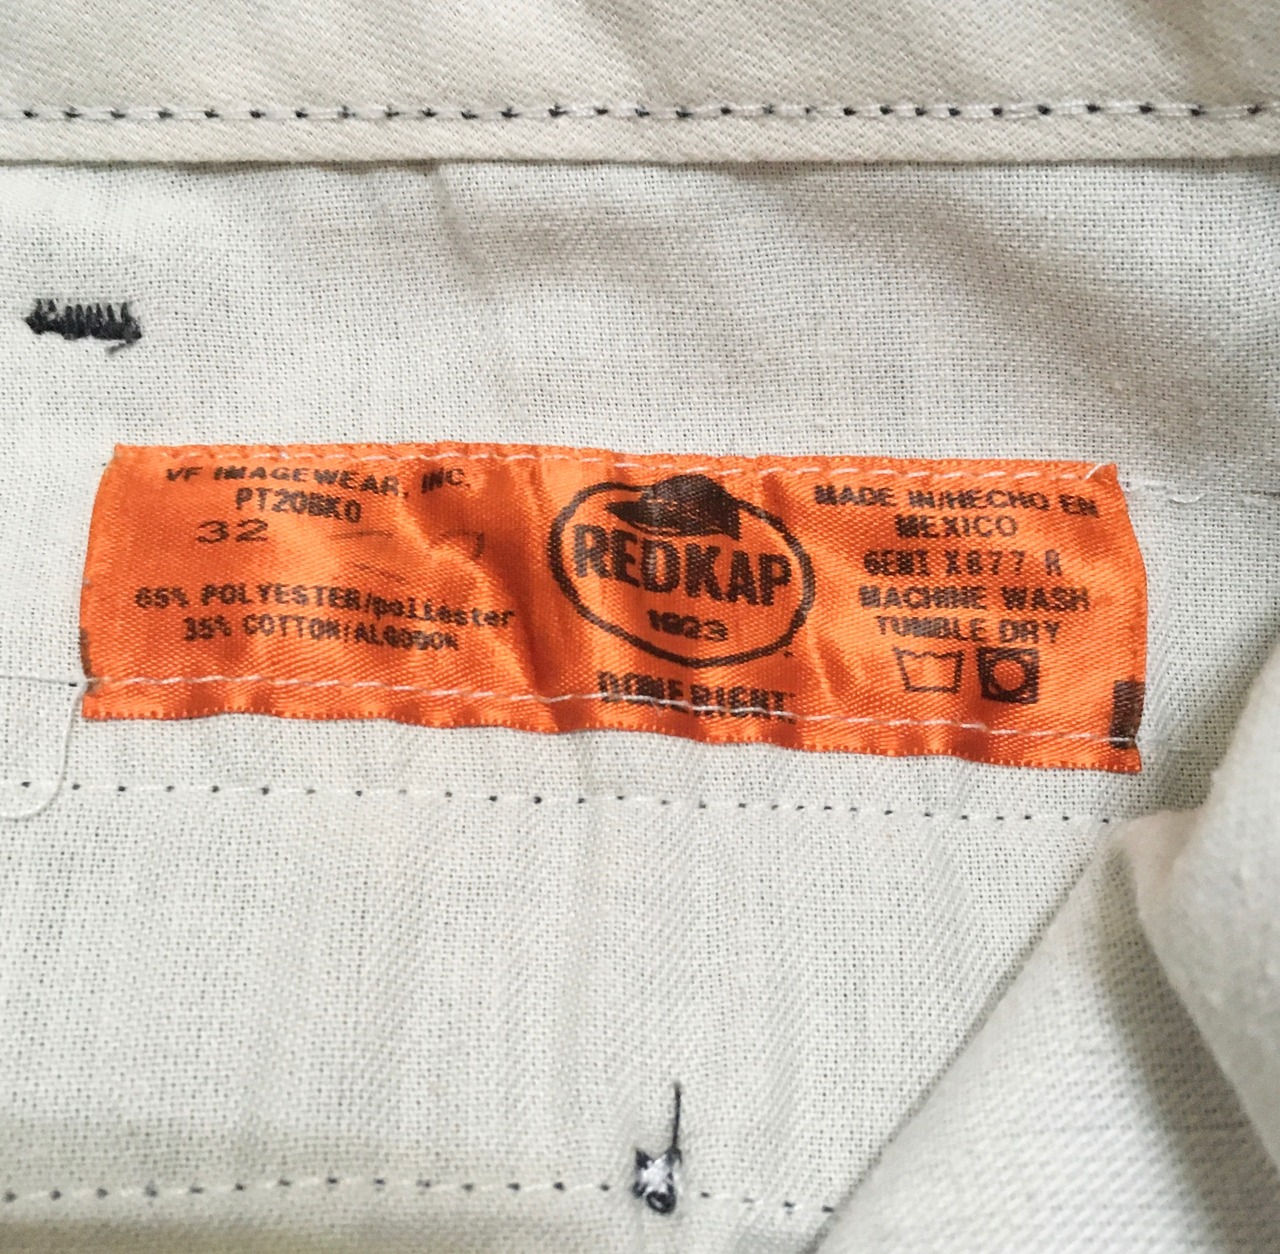 VF IMAGEWEAR, INC.
PT20BK0
32
65% POLYESTER/poliester
35% COTTON/ALGODON
REDKAP
1923
DONE RIGHT
MADE IN/HECHO EN
MEXICO
MACHINE WASH
TUMBLE DRY